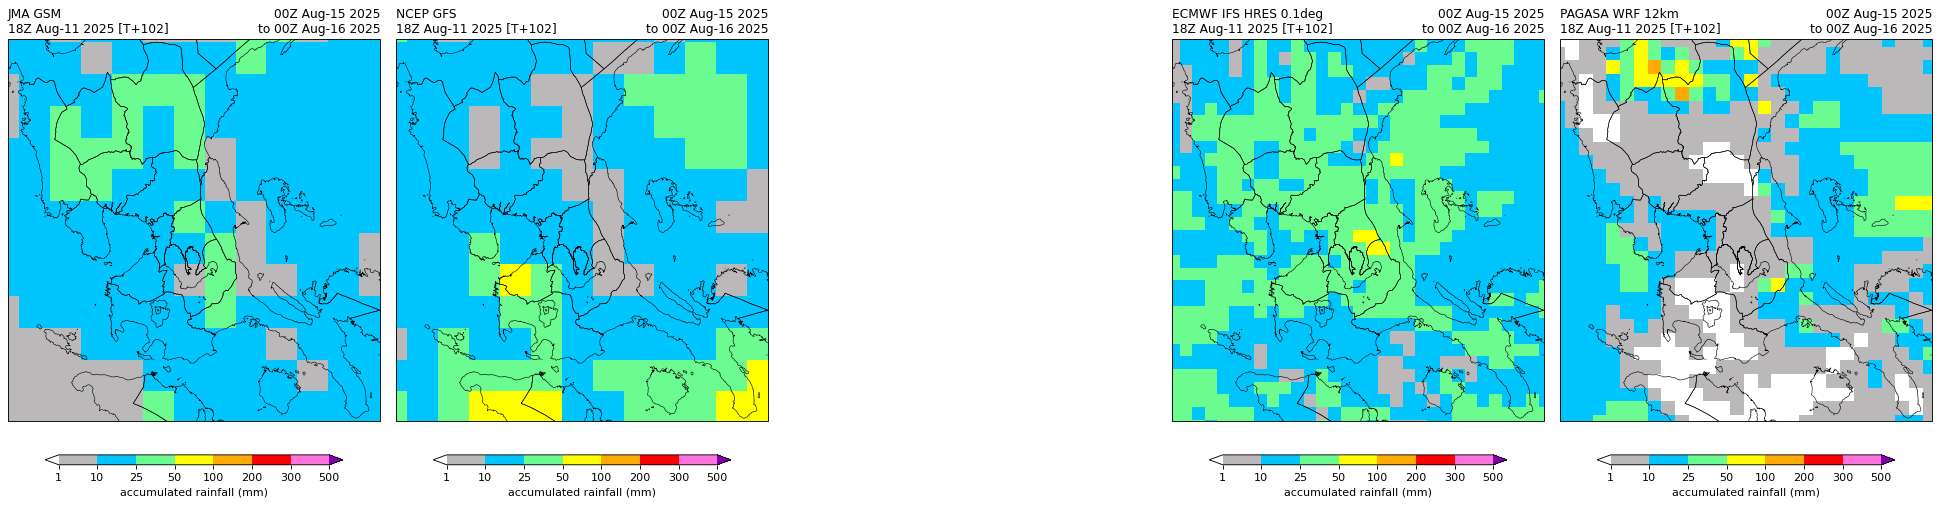 JMA GSM 00Z Aug-15 2025
18Z Aug-11 2025 [T+102] to 00Z Aug-16 2025
1 10 25 50 100 200 300 500
accumulated rainfall (mm)
NCEP GFS 00Z Aug-15 2025
18Z Aug-11 2025 [T+102] to 00Z Aug-16 2025
1 10 25 50 100 200 300 500
accumulated rainfall (mm)
ECMWF IFS HRES 0.1deg 00Z Aug-15 2025
18Z Aug-11 2025 [T+102] to 00Z Aug-16 2025
1 10 25 50 100 200 300 500
accumulated rainfall (mm)
PAGASA WRF 12km 00Z Aug-15 2025
18Z Aug-11 2025 [T+102] to 00Z Aug-16 2025
1 10 25 50 100 200 300 500
accumulated rainfall (mm)